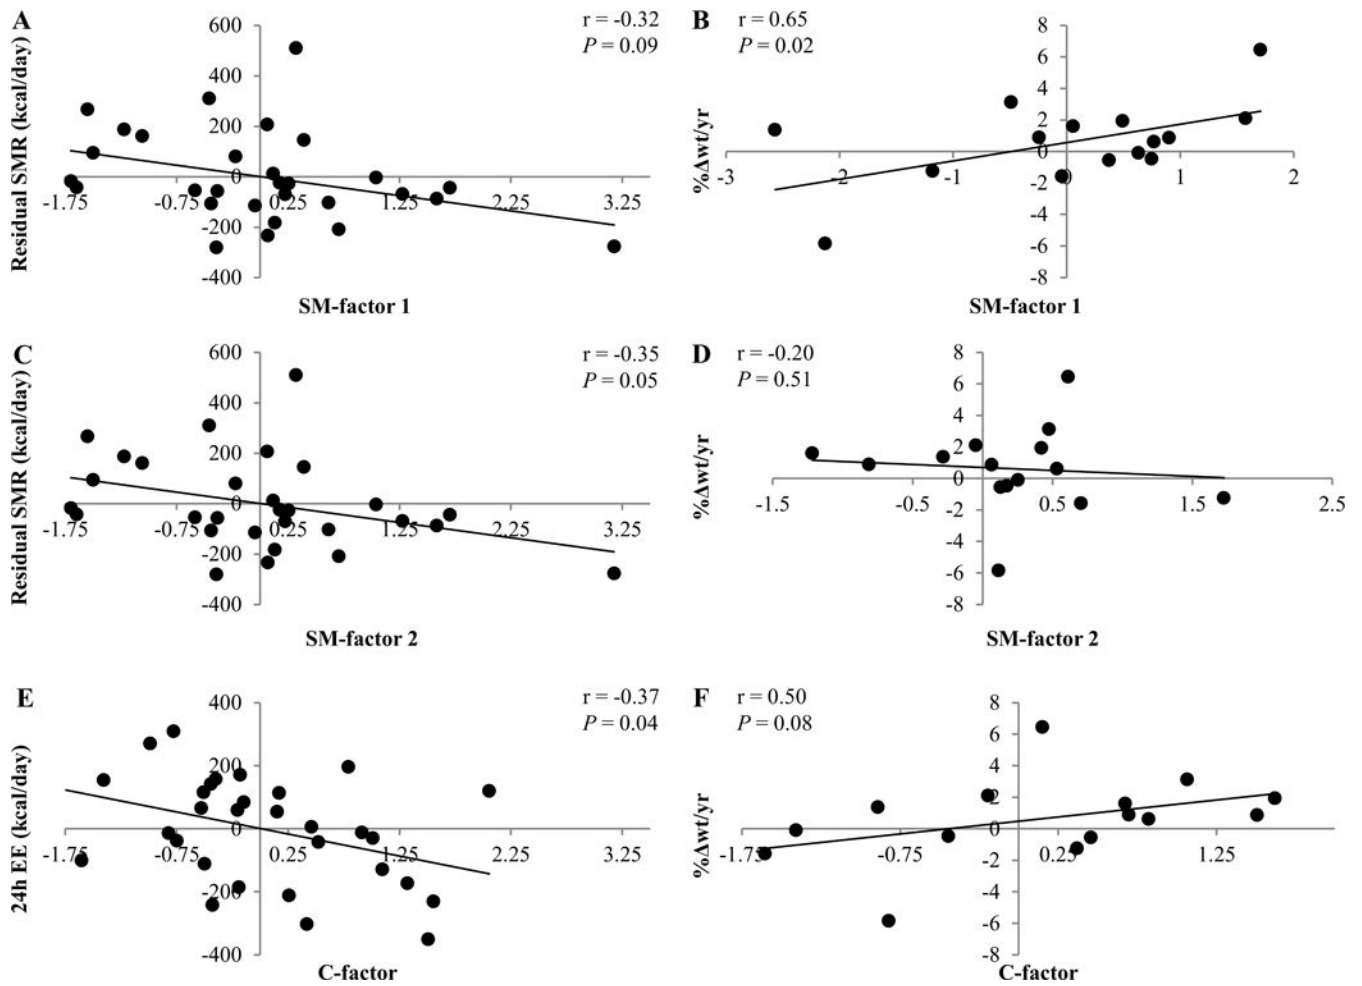 A
r = -0.32
P = 0.09
Residual SMR (kcal/day)
600
400
200
0
-200
-400
-1.75
-0.75
0.25
1.25
2.25
3.25
SM-factor 1
B
r = 0.65
P = 0.02
%Δwt/yr
8
6
4
2
0
-2
-4
-6
-8
-3
-2
-1
0
1
2
SM-factor 1
C
r = -0.35
P = 0.05
Residual SMR (kcal/day)
600
400
200
0
-200
-400
-1.75
-0.75
0.25
1.25
2.25
3.25
SM-factor 2
D
r = -0.20
P = 0.51
%Δwt/yr
8
6
4
2
0
-2
-4
-6
-8
-1.5
-0.5
0.5
1.5
2.5
SM-factor 2
E
r = -0.37
P = 0.04
24h EE (kcal/day)
400
200
0
-200
-400
-1.75
-0.75
0.25
1.25
2.25
3.25
C-factor
F
r = 0.50
P = 0.08
%Δwt/yr
8
6
4
2
0
-2
-4
-6
-8
-1.75
-0.75
0.25
1.25
C-factor